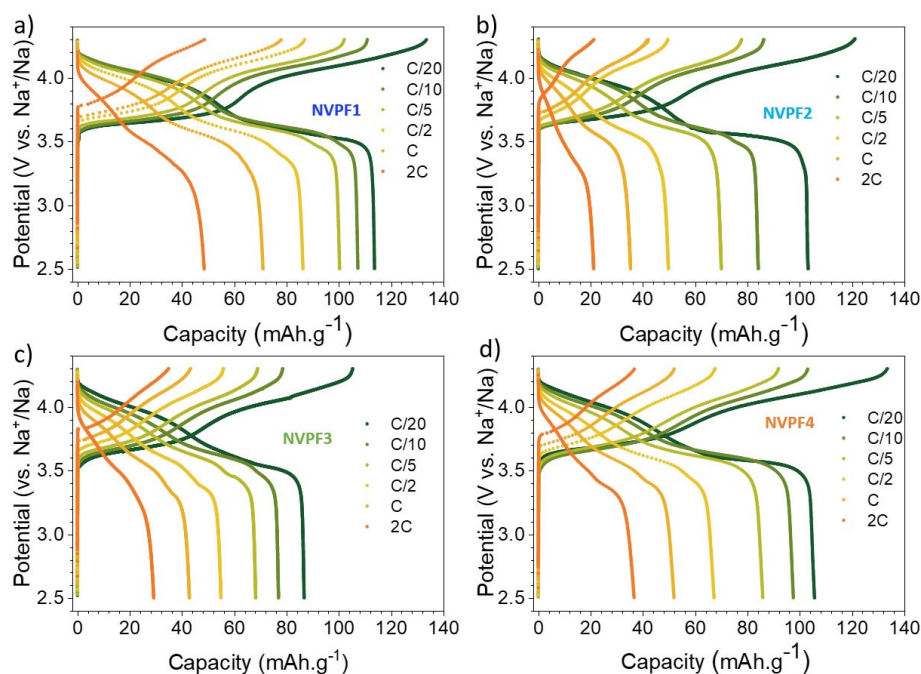 a)
4.0
3.5
3.0
2.5
Potential (V vs. Na⁺/Na)
0 20 40 60 80 100 120 140
Capacity (mAh.g⁻¹)
NVPF1
C/20
C/10
C/5
C/2
C
2C
b)
4.0
3.5
3.0
2.5
Potential (V vs. Na⁺/Na)
0 20 40 60 80 100 120 140
Capacity (mAh.g⁻¹)
NVPF2
C/20
C/10
C/5
C/2
C
2C
c)
4.0
3.5
3.0
2.5
Potential (vs. Na⁺/Na)
0 20 40 60 80 100 120 140
Capacity (mAh.g⁻¹)
NVPF3
C/20
C/10
C/5
C/2
C
2C
d)
4.0
3.5
3.0
2.5
Potential (V vs. Na⁺/Na)
0 20 40 60 80 100 120 140
Capacity (mAh.g⁻¹)
NVPF4
C/20
C/10
C/5
C/2
C
2C